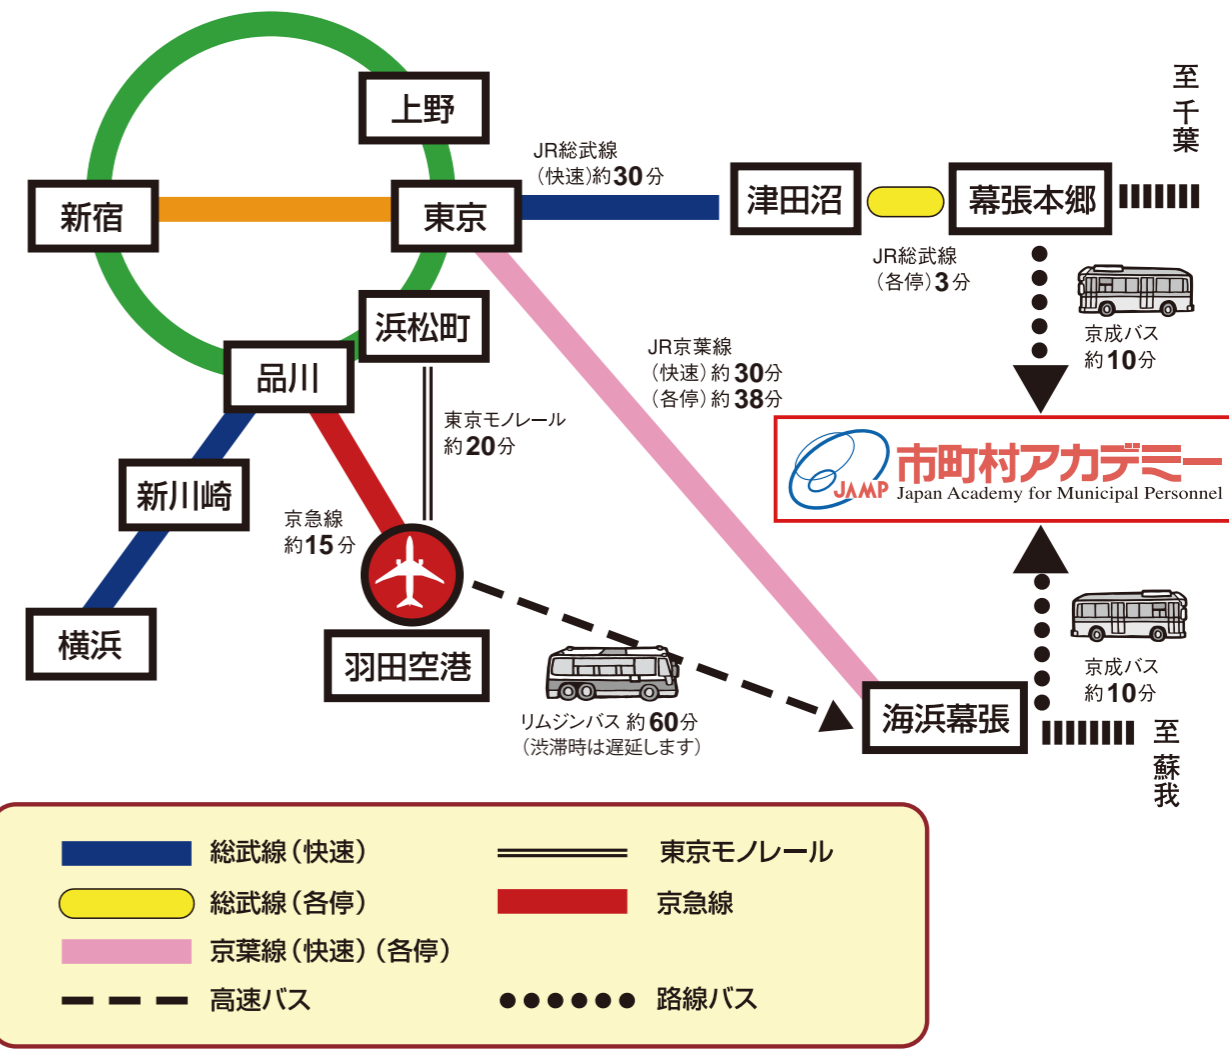 上野
至千葉
JR総武線
(快速)約30分
新宿
東京
津田沼
幕張本郷
JR総武線
(各停)3分
浜松町
京成バス
約10分
品川
JR京葉線
(快速)約30分
(各停)約38分
東京モノレール
約20分
市町村アカデミー
JAMP
Japan Academy for Municipal Personnel
新川崎
京急線
約15分
横浜
羽田空港
京成バス
約10分
リムジンバス 約60分
(渋滞時は遅延します)
海浜幕張
至蘇我
総武線(快速)
東京モノレール
総武線(各停)
京急線
京葉線(快速)(各停)
高速バス
路線バス